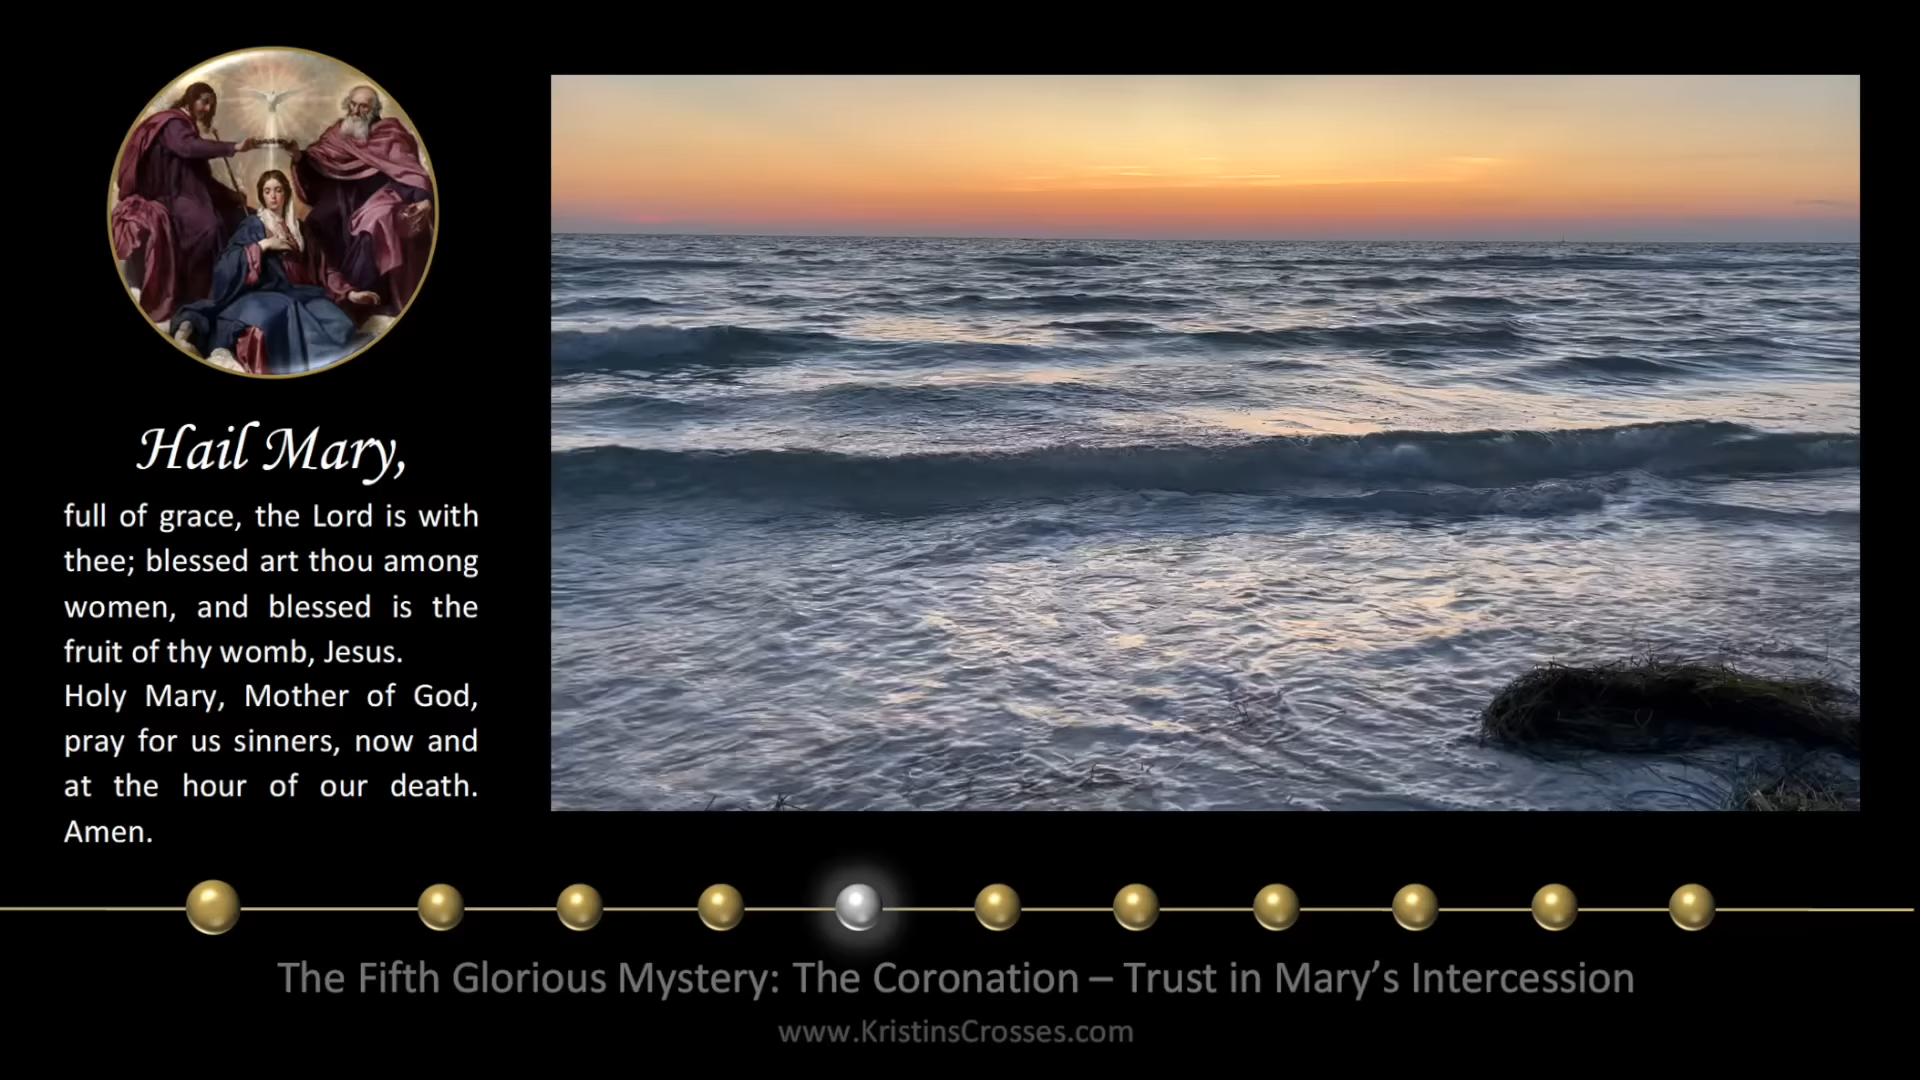 Hail Mary,
full of grace, the Lord is with
thee; blessed art thou among
women, and blessed is the
fruit of thy womb, Jesus.
Holy Mary, Mother of God,
pray for us sinners, now and
at the hour of our death.
Amen.
The Fifth Glorious Mystery: The Coronation – Trust in Mary’s Intercession
www.KristinsCrosses.com